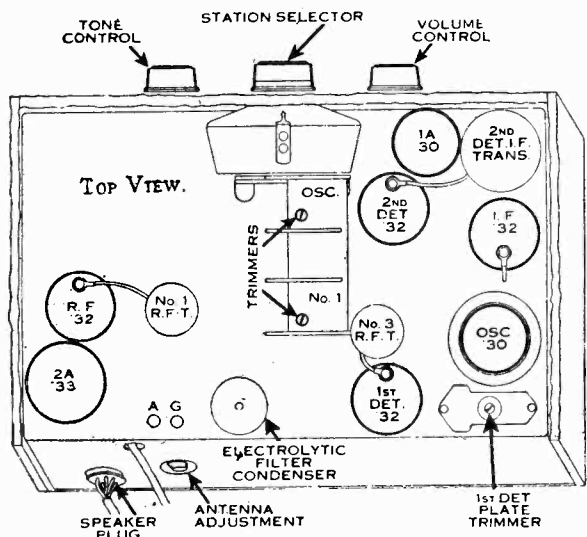 TONE
CONTROL
STATION SELECTOR
VOLUME
CONTROL
TOP VIEW.
OSC.
TRIMMERS
No. 1
1A
30
2ND
DET. I.F.
TRANS.
2ND
DET
'32
I.F
'32
R.F
'32
No. 1
R.F.T.
No. 3
R.F.T.
OSC
'30
2A
'33
A G
1ST
DET.
'32
ELECTROLYTIC
FILTER
CONDENSER
SPEAKER
PLUG
ANTENNA
ADJUSTMENT
1ST DET
PLATE
TRIMMER